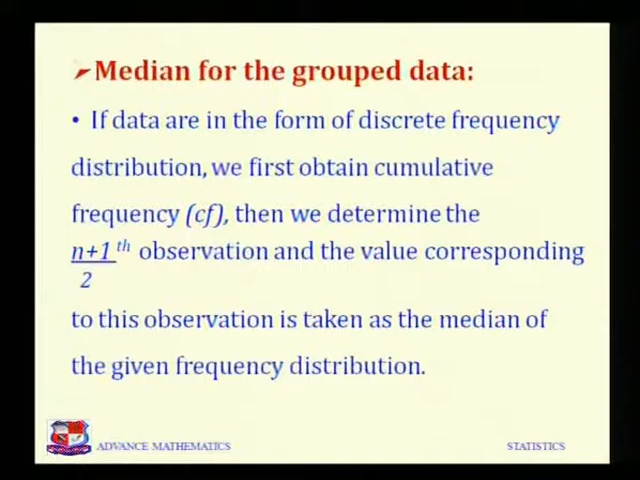 Median for the grouped data:
• If data are in the form of discrete frequency
distribution, we first obtain cumulative
frequency (cf), then we determine the
n+1 th observation and the value corresponding
2
to this observation is taken as the median of
the given frequency distribution.
ADVANCE MATHEMATICS STATISTICS